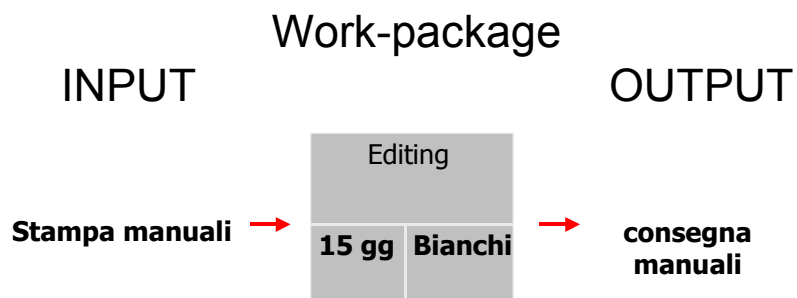 Work-package
INPUT
OUTPUT
Editing
Stampa manuali
15 gg
Bianchi
consegna
manuali